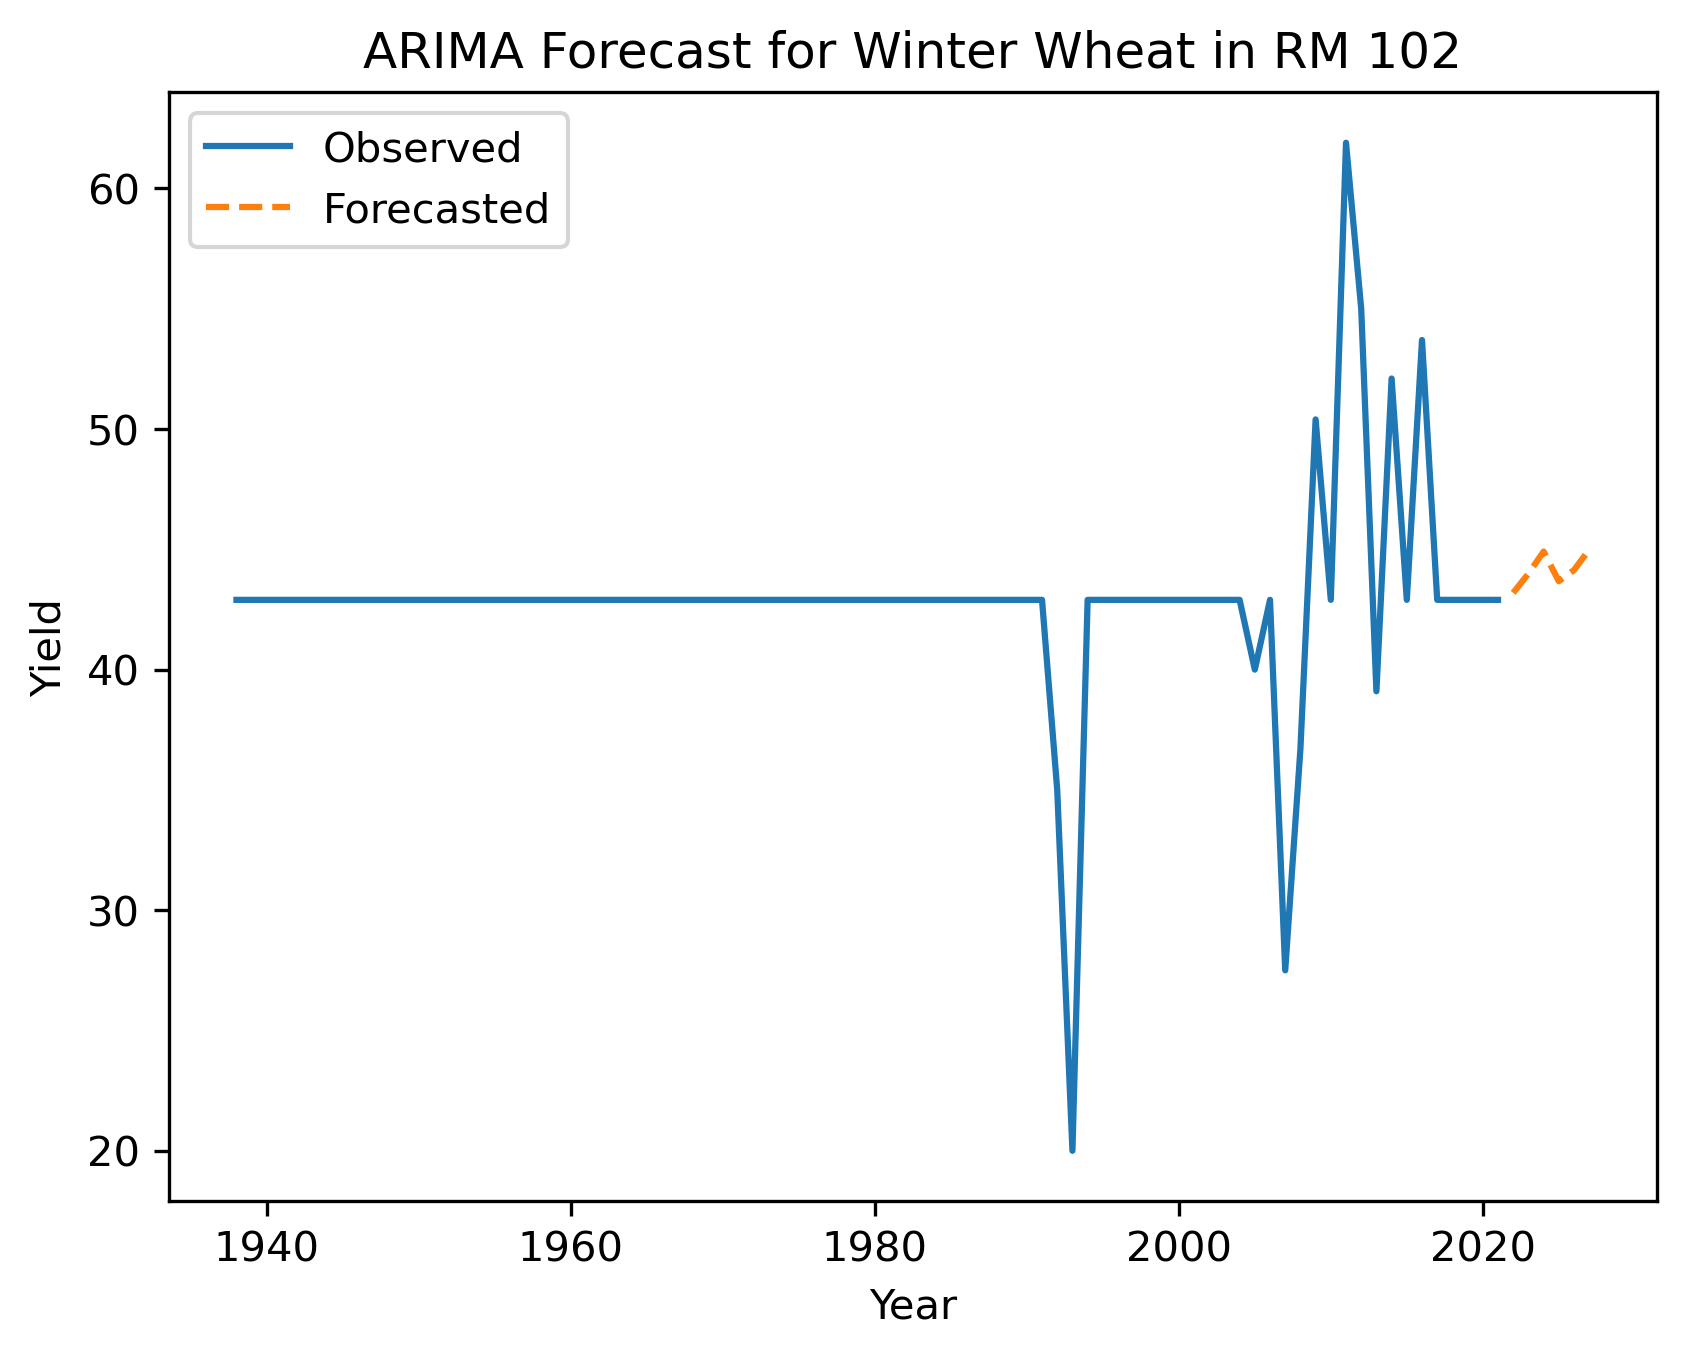 ARIMA Forecast for Winter Wheat in RM 102
Observed
Forecasted
60
50
40
30
20
Yield
1940 1960 1980 2000 2020
Year